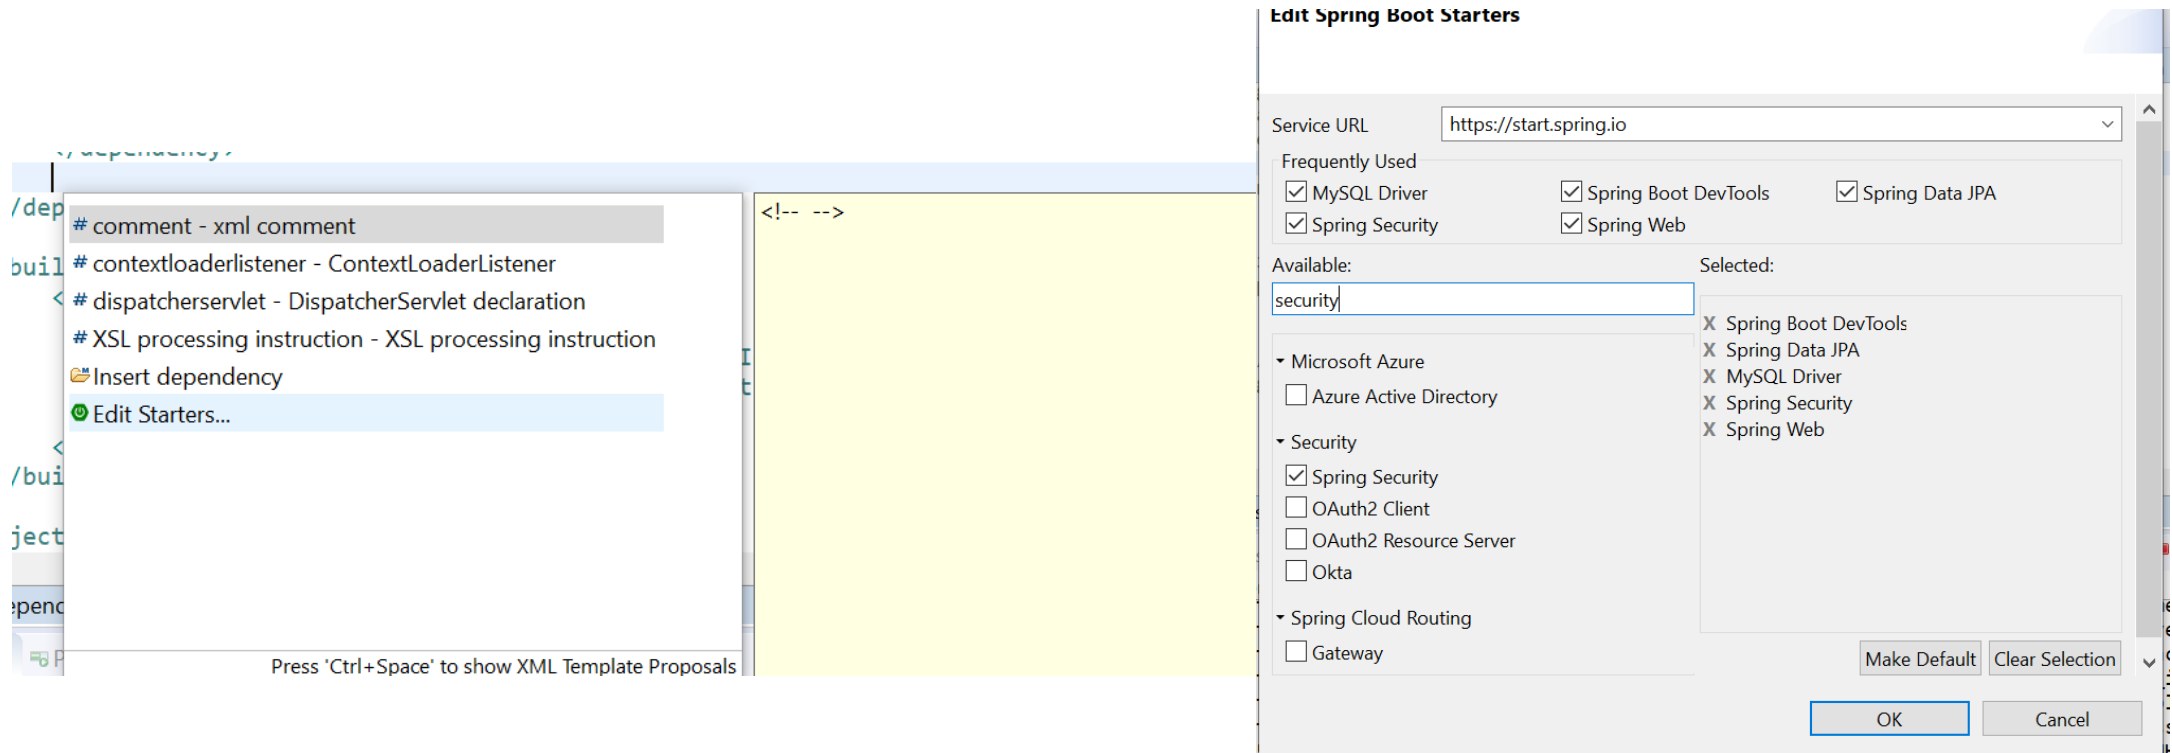 </dependency>
/dep
# comment - xml comment
# contextloaderlistener - ContextLoaderListener
buil
<
# dispatcherservlet - DispatcherServlet declaration
# XSL processing instruction - XSL processing instruction
Insert dependency
Edit Starters...
<
/bui
ject
Press 'Ctrl+Space' to show XML Template Proposals
<!-- -->
Edit Spring Boot Starters
Service URL
https://start.spring.io
Frequently Used
MySQL Driver
Spring Boot DevTools
Spring Data JPA
Spring Security
Spring Web
Available:
Selected:
security
Microsoft Azure
Azure Active Directory
Security
Spring Security
OAuth2 Client
OAuth2 Resource Server
Okta
Spring Cloud Routing
Gateway
X Spring Boot DevTools
X Spring Data JPA
X MySQL Driver
X Spring Security
X Spring Web
Make Default
Clear Selection
OK
Cancel